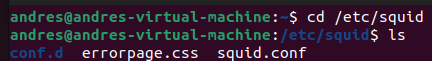 andres@andres-virtual-machine:~$ cd /etc/squid
andres@andres-virtual-machine:/etc/squid$ ls
conf.d  errorpage.css  squid.conf